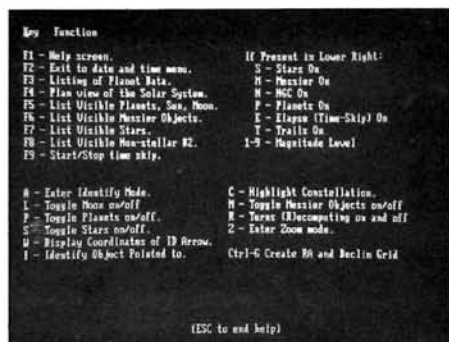 Key Function
F1 - Help screen.
F2 - Exit to date and time menu.
F3 - Listing of Planet Data.
F4 - Plan view of the Solar System.
F5 - List Visible Planets, Sun, Moon.
F6 - List Visible Messier Objects.
F7 - List Visible Stars.
F8 - List Visible Non-stellar #2.
F9 - Start/Stop time skip.
If Present in Lower Right:
S - Stars On
M - Messier On
N - NGC On
P - Planets On
E - Elapse (Time-Skip) On
T - Trails On
1-9 - Magnitude Level
A - Enter Identify Mode.
L - Toggle Moon on/off
P - Toggle Planets on/off.
S - Toggle Stars on/off.
W - Display Coordinates of ID Arrow.
I - Identify Object Pointed to.
C - Highlight Constellation.
M - Toggle Messier Objects on/off
R - Turns (R)ecomputing on and off
Z - Enter Zoom mode.
Ctrl-G Create RA and Declin Grid
(ESC to end help)